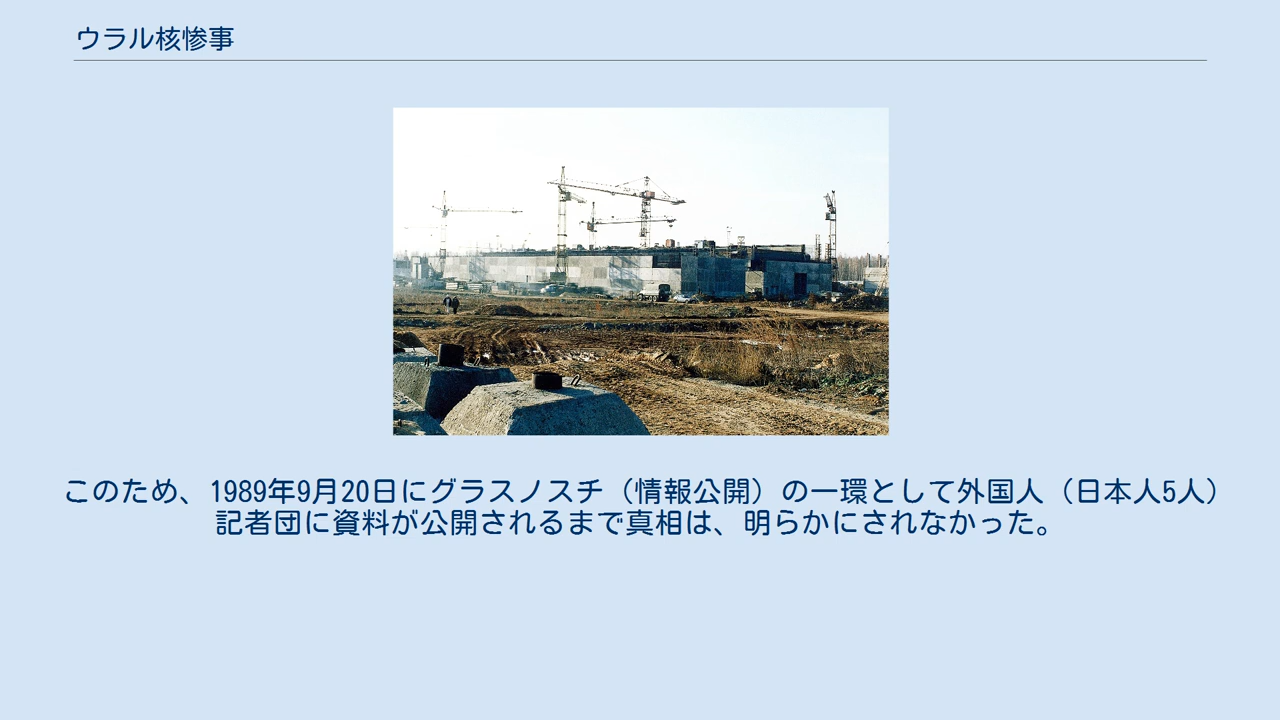 ウラル核惨事
このため、1989年9月20日にグラスノスチ（情報公開）の一環として外国人（日本人5人）
記者団に資料が公開されるまで真相は、明らかにされなかった。